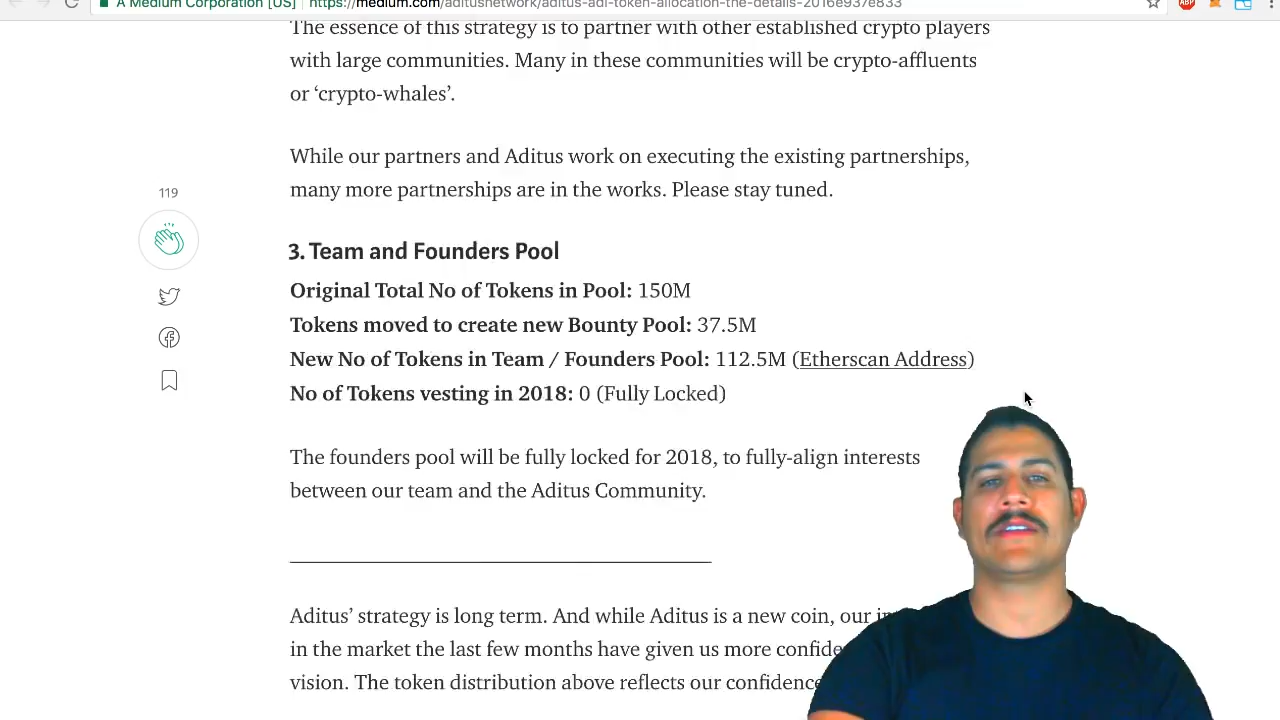 A Medium Corporation [US]
https://medium.com/aditusnetwork/aditus-adi-token-allocation-the-details-2016e937e833
ABP
The essence of this strategy is to partner with other established crypto players
with large communities. Many in these communities will be crypto-affluents
or ‘crypto-whales’.
While our partners and Aditus work on executing the existing partnerships,
many more partnerships are in the works. Please stay tuned.
119
3. Team and Founders Pool
Original Total No of Tokens in Pool: 150M
Tokens moved to create new Bounty Pool: 37.5M
New No of Tokens in Team / Founders Pool: 112.5M (Etherscan Address)
No of Tokens vesting in 2018: 0 (Fully Locked)
The founders pool will be fully locked for 2018, to fully-align interests
between our team and the Aditus Community.
Aditus’ strategy is long term. And while Aditus is a new coin, our
in the market the last few months have given us more
vision. The token distribution above reflects our confidence